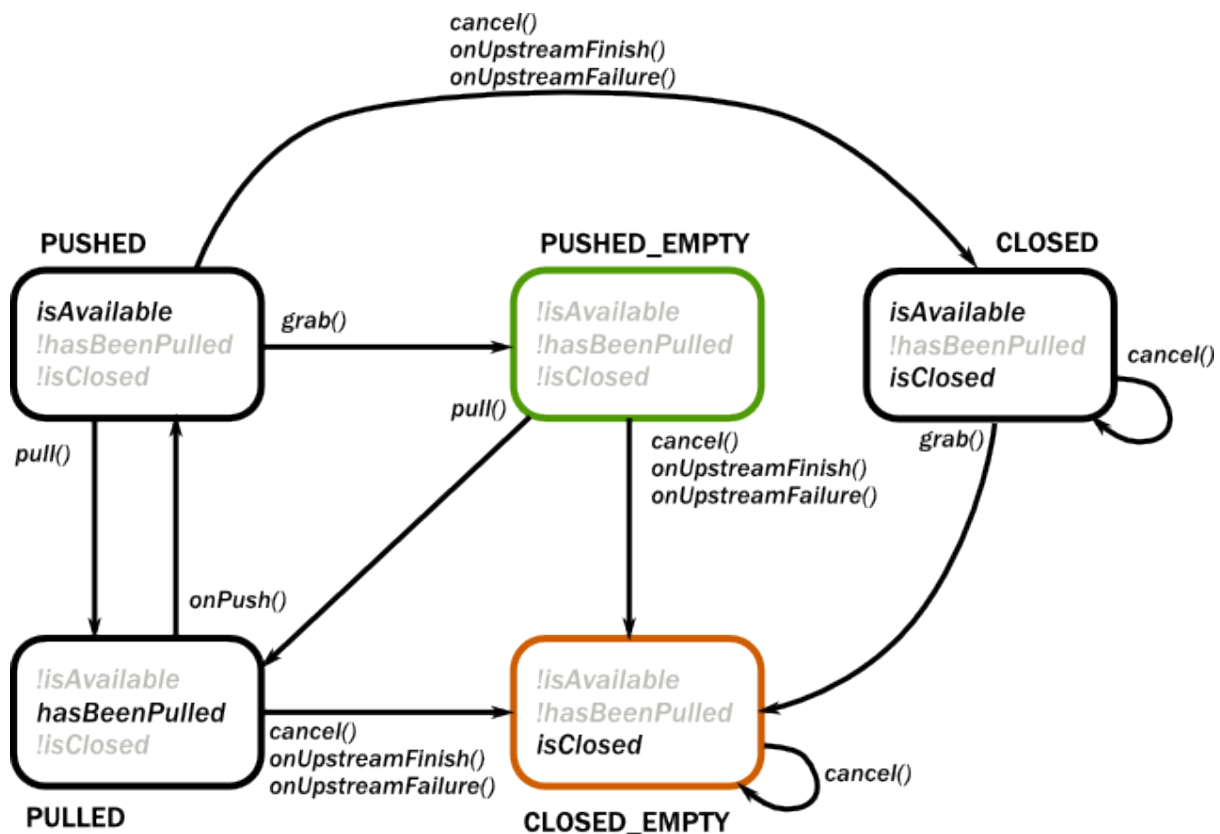 cancel()
onUpstreamFinish()
onUpstreamFailure()
PUSHED
isAvailable
!hasBeenPulled
!isClosed
grab()
PUSHED_EMPTY
!isAvailable
!hasBeenPulled
!isClosed
CLOSED
isAvailable
!hasBeenPulled
isClosed
cancel()
pull()
onPush()
pull()
cancel()
onUpstreamFinish()
onUpstreamFailure()
grab()
!isAvailable
hasBeenPulled
!isClosed
PULLED
cancel()
onUpstreamFinish()
onUpstreamFailure()
!isAvailable
!hasBeenPulled
isClosed
CLOSED_EMPTY
cancel()